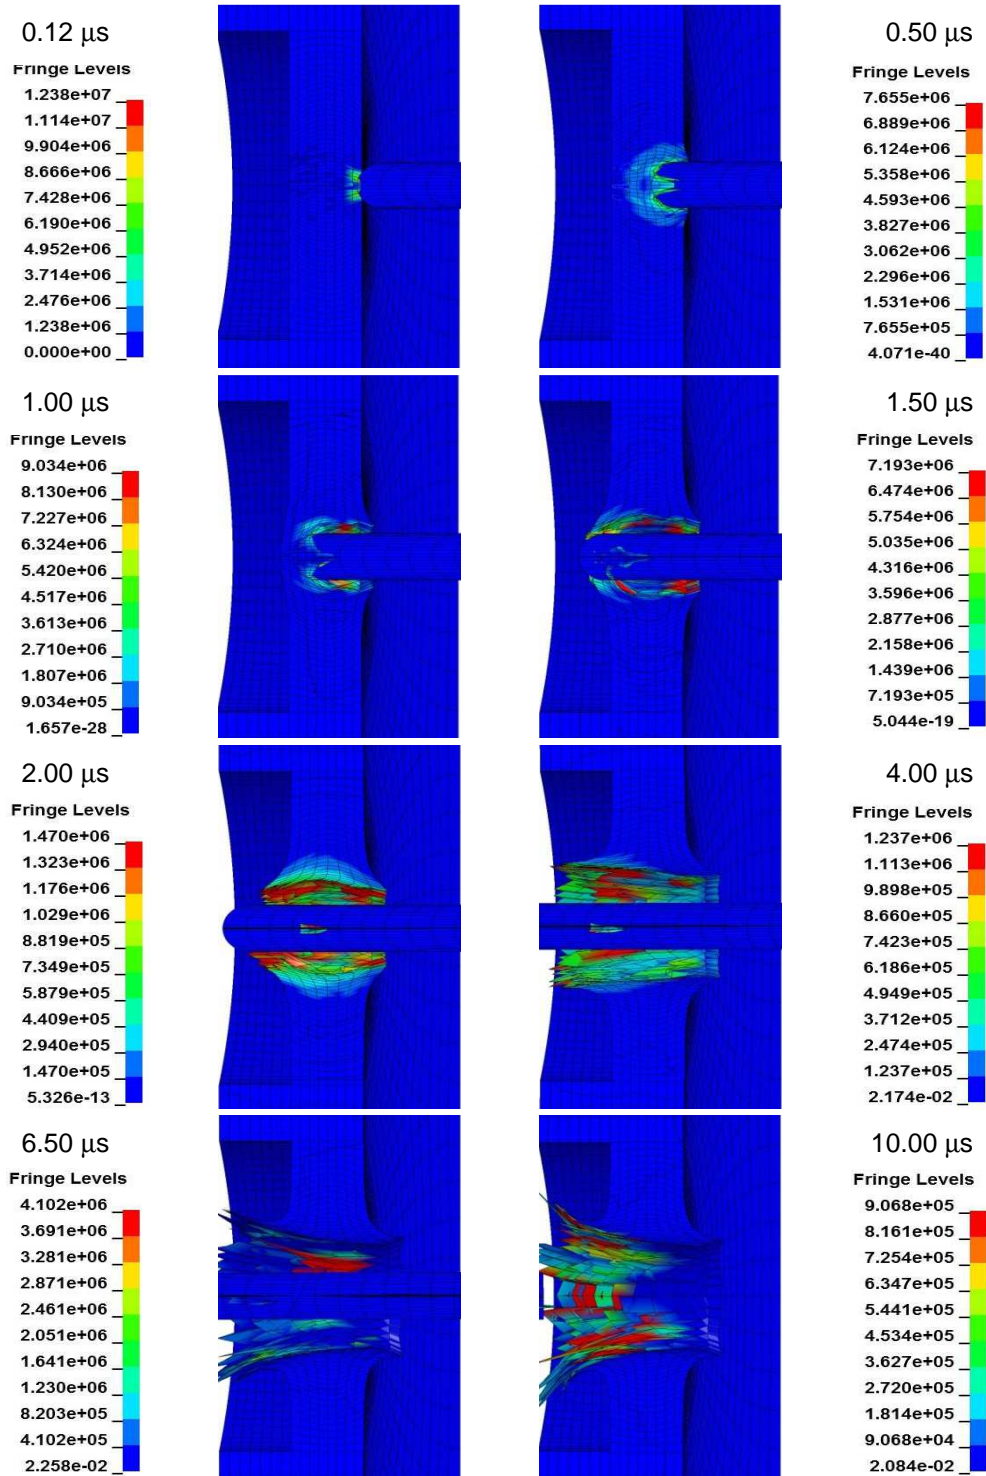 0.12 µs
Fringe Levels
1.238e+07
1.114e+07
9.904e+06
8.666e+06
7.428e+06
6.190e+06
4.952e+06
3.714e+06
2.476e+06
1.238e+06
0.000e+00
0.50 µs
Fringe Levels
7.655e+06
6.889e+06
6.124e+06
5.358e+06
4.593e+06
3.827e+06
3.062e+06
2.296e+06
1.531e+06
7.655e+05
4.071e-40
1.00 µs
Fringe Levels
9.034e+06
8.130e+06
7.227e+06
6.324e+06
5.420e+06
4.517e+06
3.613e+06
2.710e+06
1.807e+06
9.034e+05
1.657e-28
1.50 µs
Fringe Levels
7.193e+06
6.474e+06
5.754e+06
5.035e+06
4.316e+06
3.596e+06
2.877e+06
2.158e+06
1.439e+06
7.193e+05
5.044e-19
2.00 µs
Fringe Levels
1.470e+06
1.323e+06
1.176e+06
1.029e+06
8.819e+05
7.349e+05
5.879e+05
4.409e+05
2.940e+05
1.470e+05
5.326e-13
4.00 µs
Fringe Levels
1.237e+06
1.113e+06
9.898e+05
8.660e+05
7.423e+05
6.186e+05
4.949e+05
3.712e+05
2.474e+05
1.237e+05
2.174e-02
6.50 µs
Fringe Levels
4.102e+06
3.691e+06
3.281e+06
2.871e+06
2.461e+06
2.051e+06
1.641e+06
1.230e+06
8.203e+05
4.102e+05
2.258e-02
10.00 µs
Fringe Levels
9.068e+05
8.161e+05
7.254e+05
6.347e+05
5.441e+05
4.534e+05
3.627e+05
2.720e+05
1.814e+05
9.068e+04
2.084e-02